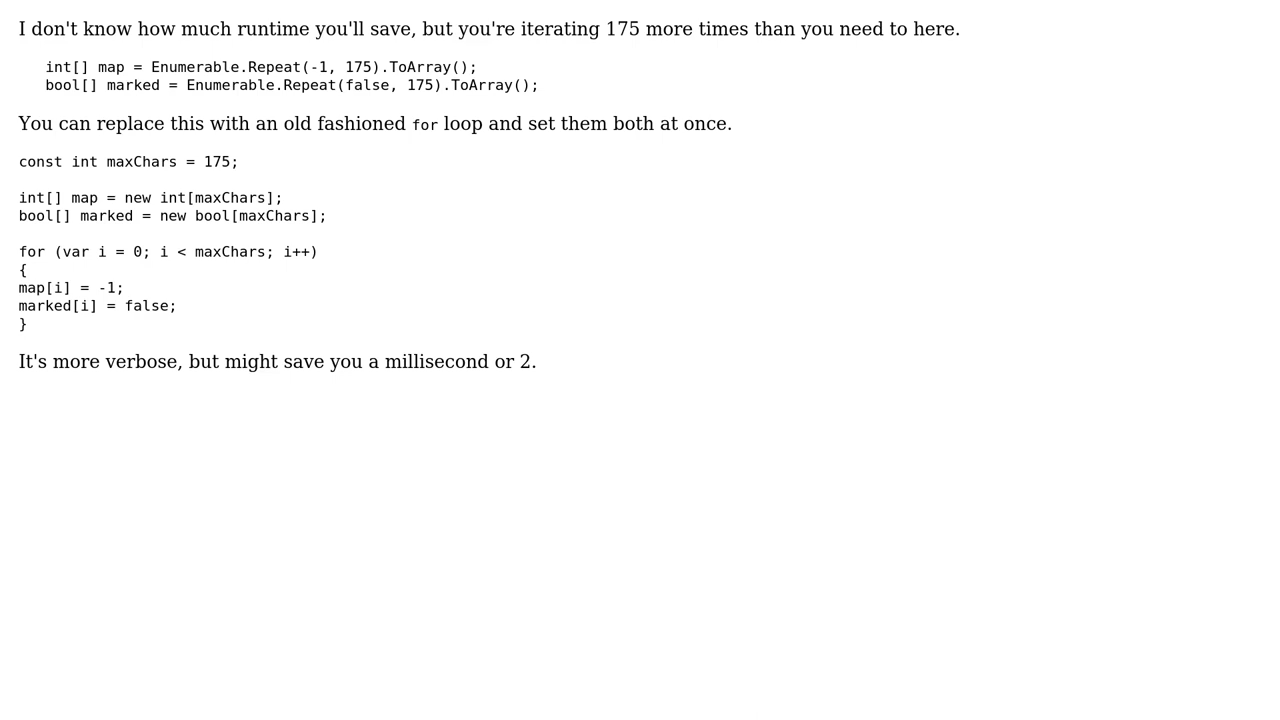 I don't know how much runtime you'll save, but you're iterating 175 more times than you need to here.
int[] map = Enumerable.Repeat(-1, 175).ToArray();
bool[] marked = Enumerable.Repeat(false, 175).ToArray();
You can replace this with an old fashioned for loop and set them both at once.
const int maxChars = 175;
int[] map = new int[maxChars];
bool[] marked = new bool[maxChars];
for (var i = 0; i < maxChars; i++)
{
map[i] = -1;
marked[i] = false;
}
It's more verbose, but might save you a millisecond or 2.